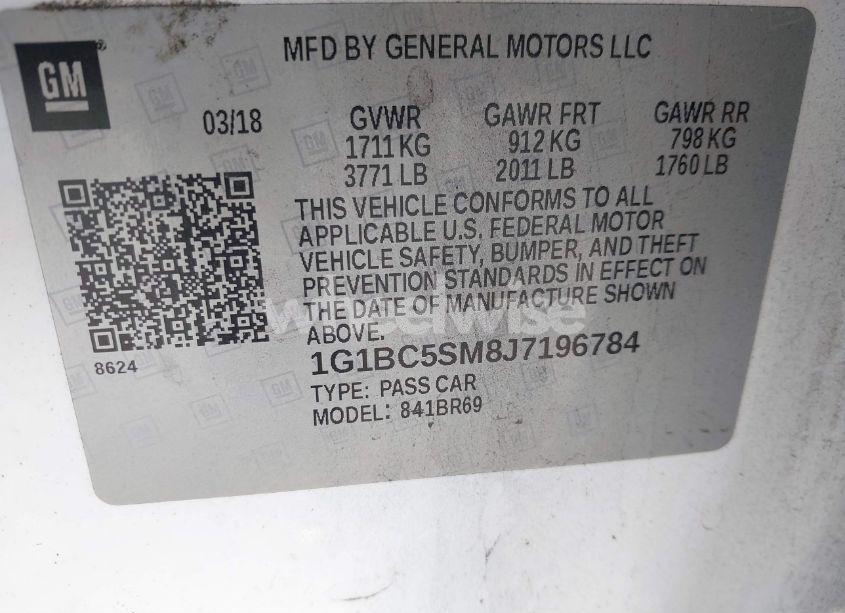 GM
MFD BY GENERAL MOTORS LLC
03/18
GVWR GAWR FRT GAWR RR
1711 KG 912 KG 798 KG
3771 LB 2011 LB 1760 LB
THIS VEHICLE CONFORMS TO ALL
APPLICABLE U.S. FEDERAL MOTOR
VEHICLE SAFETY, BUMPER, AND THEFT
PREVENTION STANDARDS IN EFFECT ON
THE DATE OF MANUFACTURE SHOWN
ABOVE.
8624
1G1BC5SM8J7196784
TYPE: PASS CAR
MODEL: 841BR69